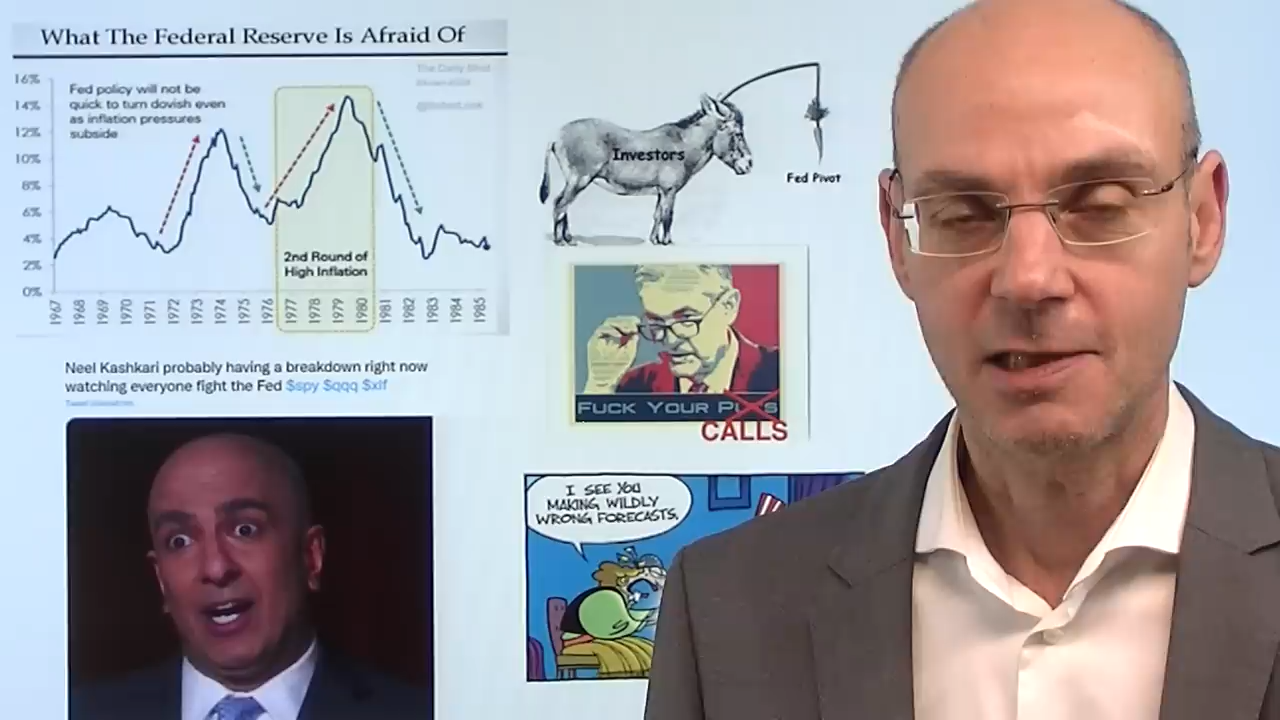 What The Federal Reserve Is Afraid Of
The Daily Shot
Fed policy will not be
quick to turn dovish even
as inflation pressures
subside
16%
14%
12%
10%
8%
6%
4%
2%
0%
2nd Round of
High Inflation
1967
1968
1969
1970
1971
1972
1973
1974
1975
1976
1977
1978
1979
1980
1981
1982
1983
1984
1985
Investors
Fed Pivot
FUCK YOUR PUTS
CALLS
Neel Kashkari probably having a breakdown right now
watching everyone fight the Fed $spy $qqq $xlf
I SEE YOU
MAKING WILDLY
WRONG FORECASTS.